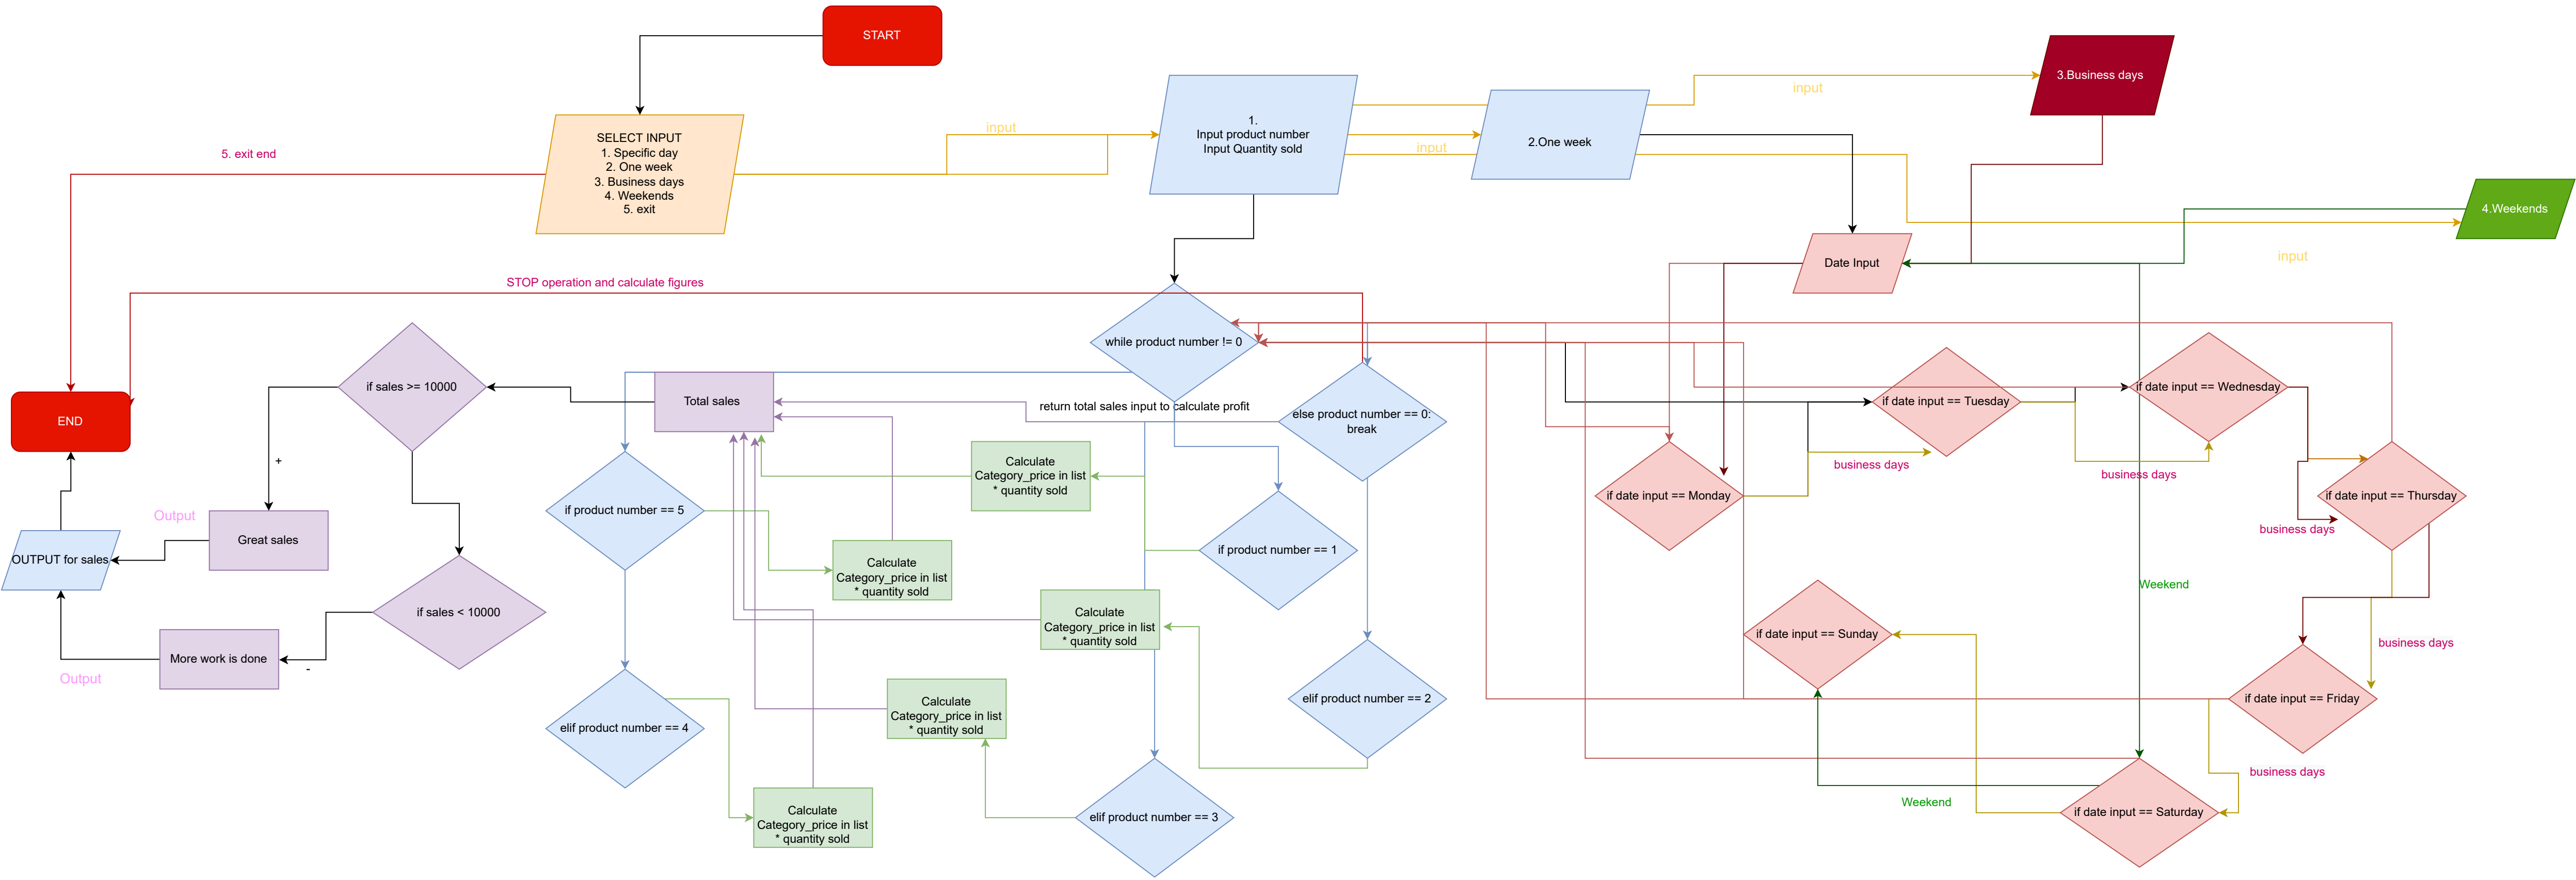 START
3.Business days
input
1.
Input product number
Input Quantity sold
input
2.One week
input
SELECT INPUT
1. Specific day
2. One week
3. Business days
4. Weekends
5. exit
5. exit end
4.Weekends
input
Date Input
STOP operation and calculate figures
while product number != 0
if sales >= 10000
Total sales
return total sales input to calculate profit
else product number == 0:
break
if date input == Tuesday
if date input == Wednesday
END
+
Calculate
Category_price in list
* quantity sold
business days
business days
if date input == Monday
if date input == Thursday
if product number == 5
Output
Great sales
business days
if product number == 1
OUTPUT for sales
Calculate
Category_price in list
* quantity sold
Weekend
if sales < 10000
Calculate
Category_price in list
* quantity sold
if date input == Sunday
business days
More work is done
-
Output
elif product number == 2
if date input == Friday
Calculate
Category_price in list
* quantity sold
elif product number == 4
business days
Weekend
Calculate
Category_price in list
* quantity sold
elif product number == 3
if date input == Saturday